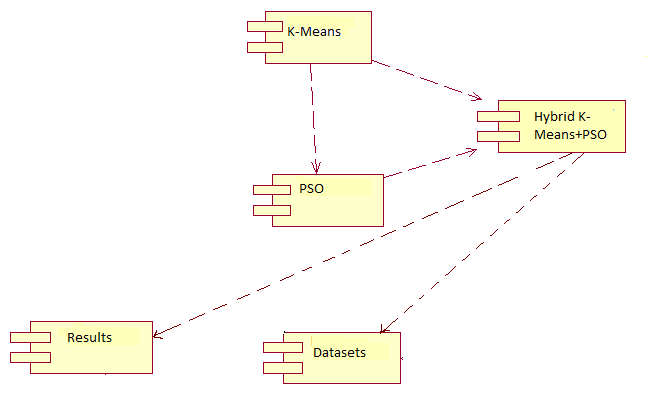 K-Means
Hybrid K-
Means+PSO
PSO
Results
Datasets